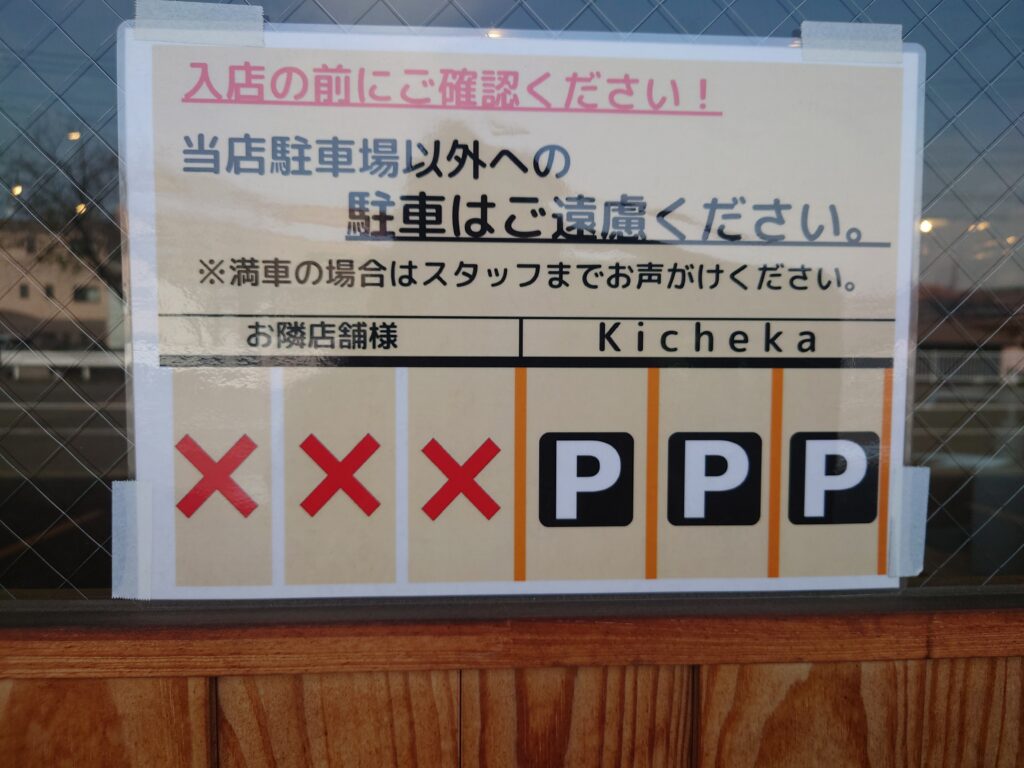 入店の前にご確認ください！
当店駐車場以外への
駐車はご遠慮ください。
※満車の場合はスタッフまでお声がけください。
お隣店舗様 Kicheka
P P P